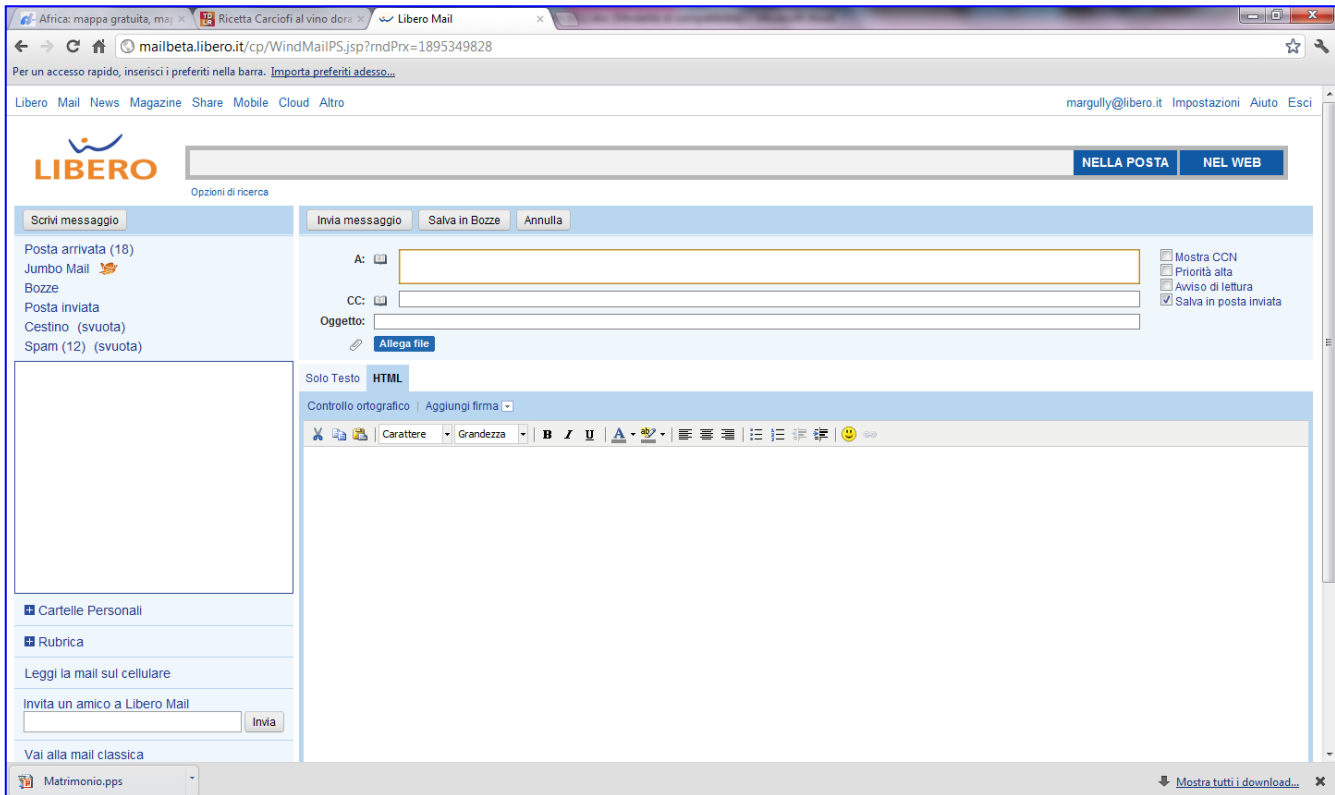 Africa: mappa gratuita, map
Ricetta Carciofi al vino dora
Libero Mail
mailbeta.libero.it/cp/WindMailPS.jsp?rndPrx=1895349828
Per un accesso rapido, inserisci i preferiti nella barra. Importa preferiti adesso...
Libero Mail News Magazine Share Mobile Cloud Altro
margully@libero.it Impostazioni Aiuto Esci
LIBERO
NELLA POSTA NEL WEB
Opzioni di ricerca
Scrivi messaggio
Posta arrivata (18)
Jumbo Mail
Bozze
Posta inviata
Cestino (svuota)
Spam (12) (svuota)
Cartelle Personali
Rubrica
Leggi la mail sul cellulare
Invita un amico a Libero Mail
Invia
Vai alla mail classica
Invia messaggio Salva in Bozze Annulla
A:
CC:
Oggetto:
Allega file
Mostra CCN
Priorità alta
Avviso di lettura
Salva in posta inviata
Solo Testo HTML
Controllo ortografico | Aggiungi firma
Carattere Grandezza B I U A
Matrimonio.pps
Mostra tutti i download...